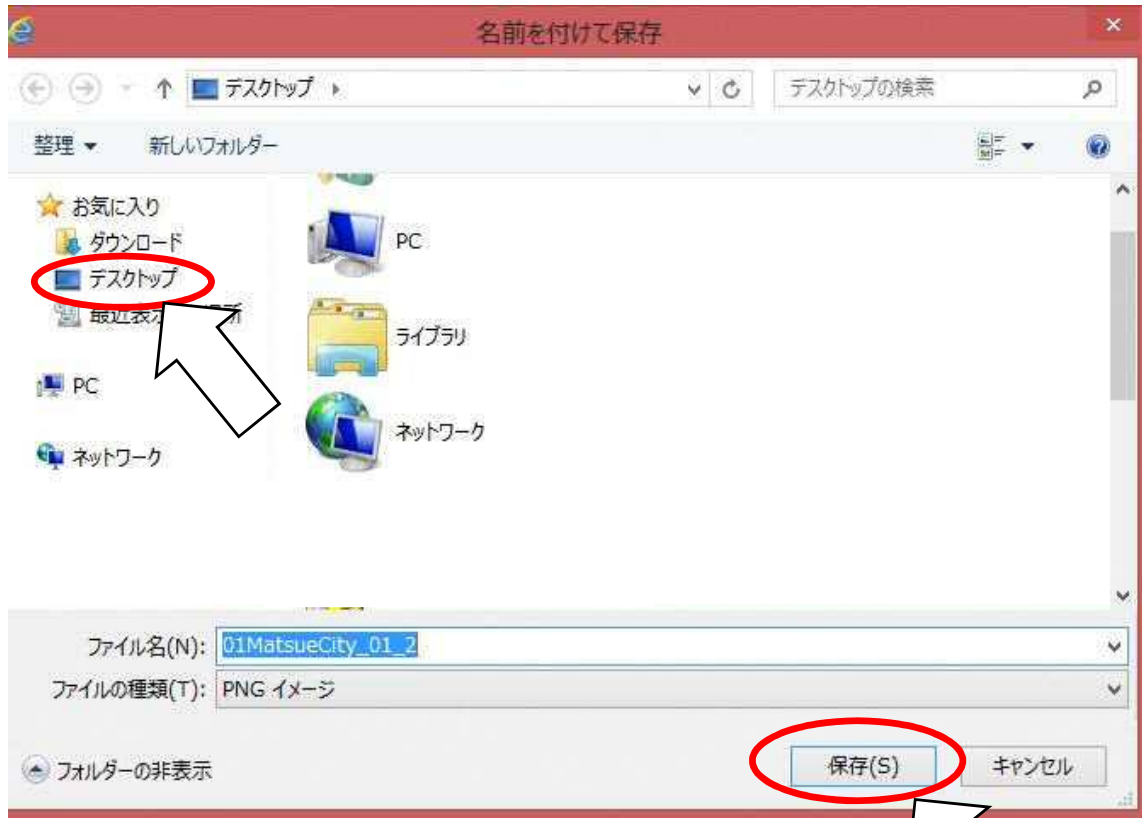 名前を付けて保存
デスクトップ
デスクトップの検索
整理
新しいフォルダー
お気に入り
ダウンロード
デスクトップ
最近表示
所
PC
ネットワーク
PC
ライブラリ
ネットワーク
ファイル名(N): 01MatsueCity_01_2
ファイルの種類(T): PNG イメージ
フォルダーの非表示
保存(S)
キャンセル